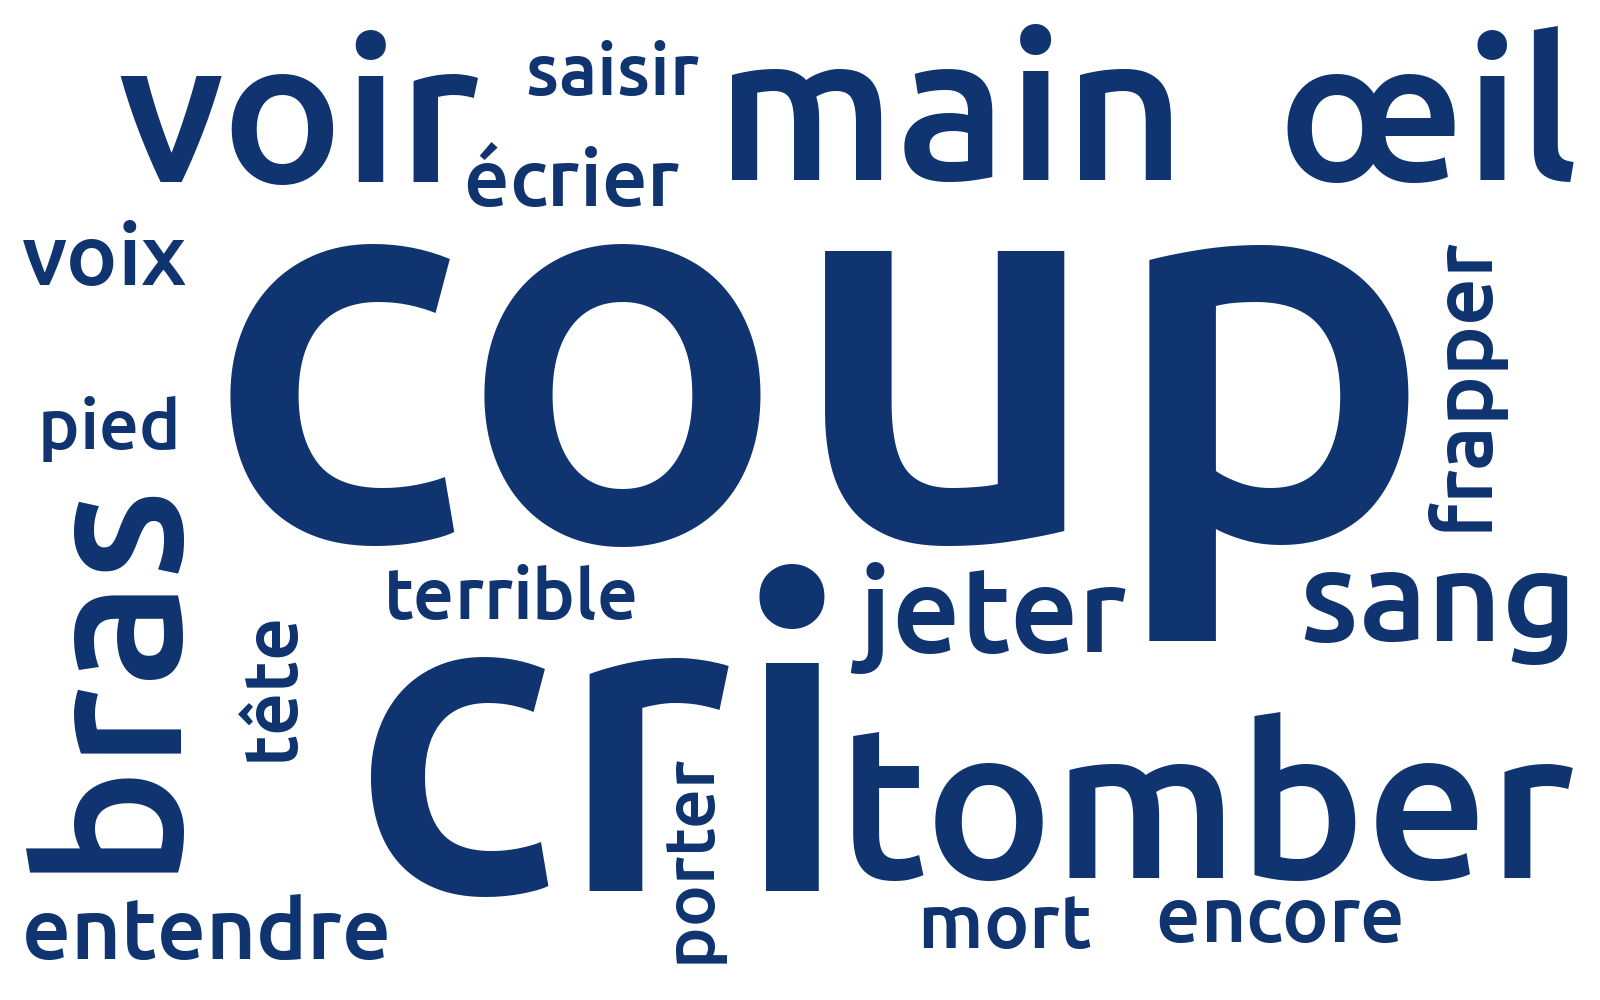 voir
saisir
main
œil
écrier
voix
coup
frapper
pied
bras
terrible
jeter
sang
tête
cri
tomber
porter
entendre
mort
encore